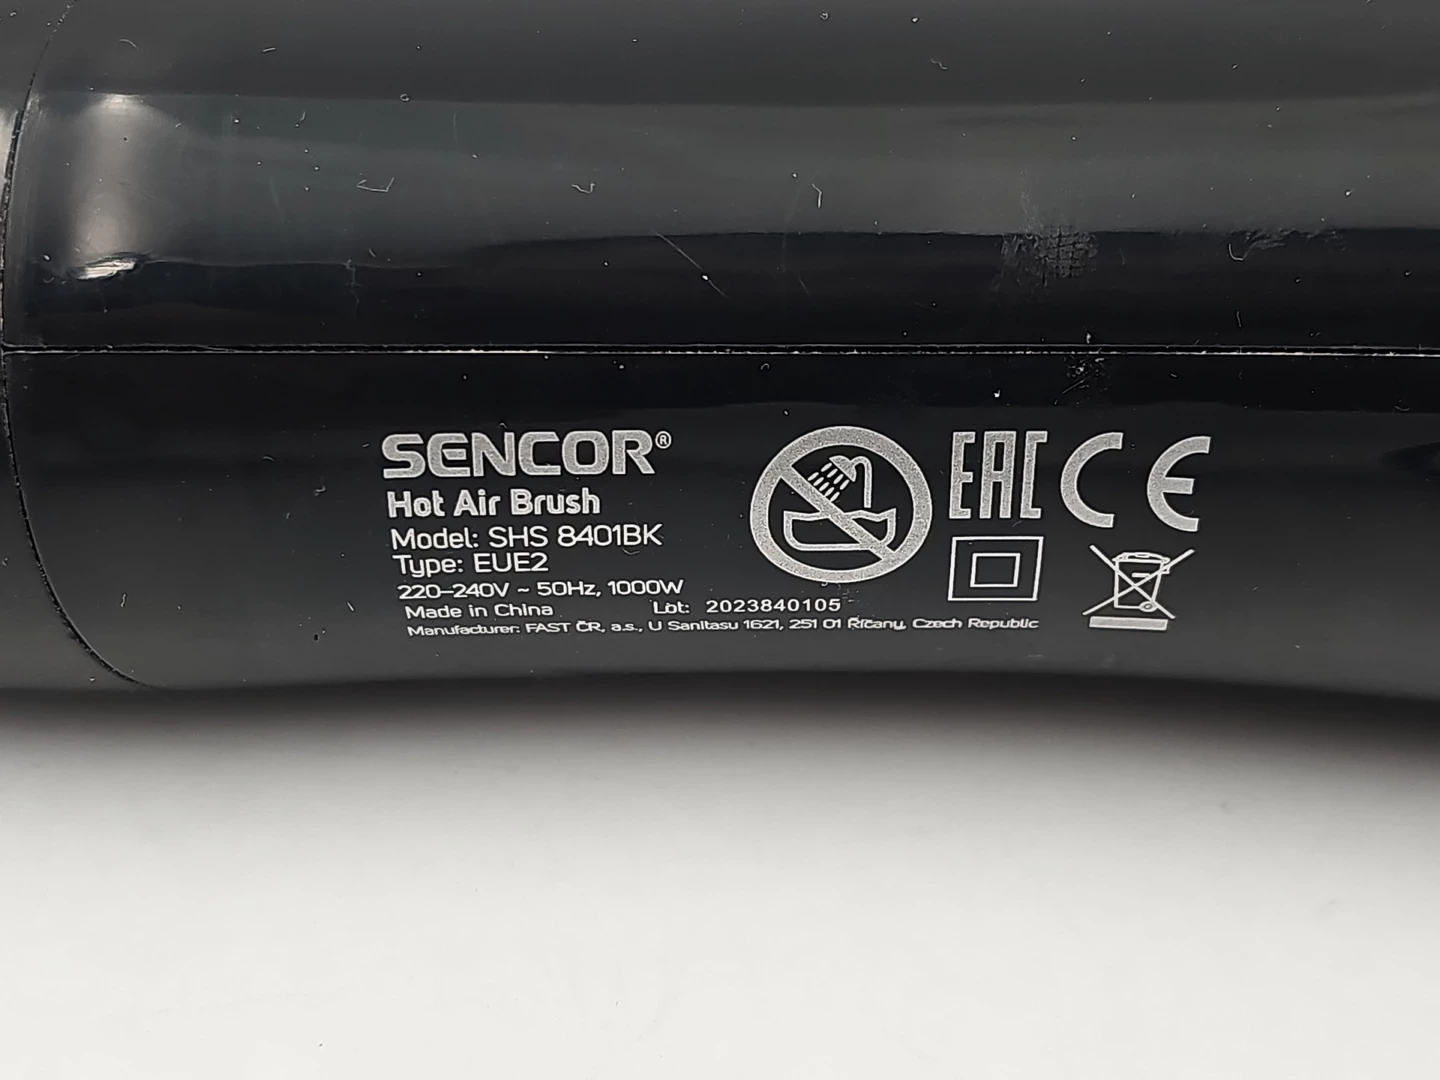 SENCOR®
Hot Air Brush
Model: SHS 8401BK
Type: EUE2
220–240V ~ 50Hz, 1000W
Made in China Lot: 2023840105
Manufacturer: FAST ČR, a.s., U Sanitasu 1621, 251 01 Říčany, Czech Republic
EAC CE